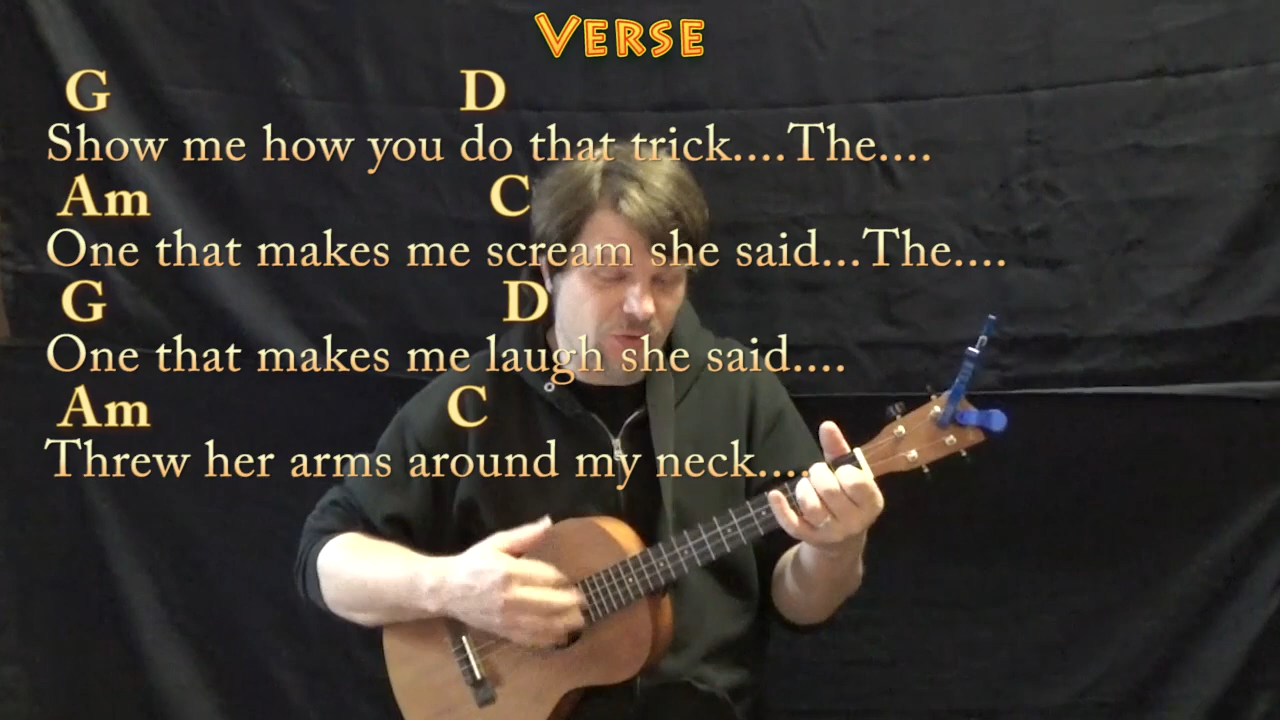 VERSE
G D
Show me how you do that trick....The....
Am C
One that makes me scream she said...The....
G D
One that makes me laugh she said....
Am C
Threw her arms around my neck....